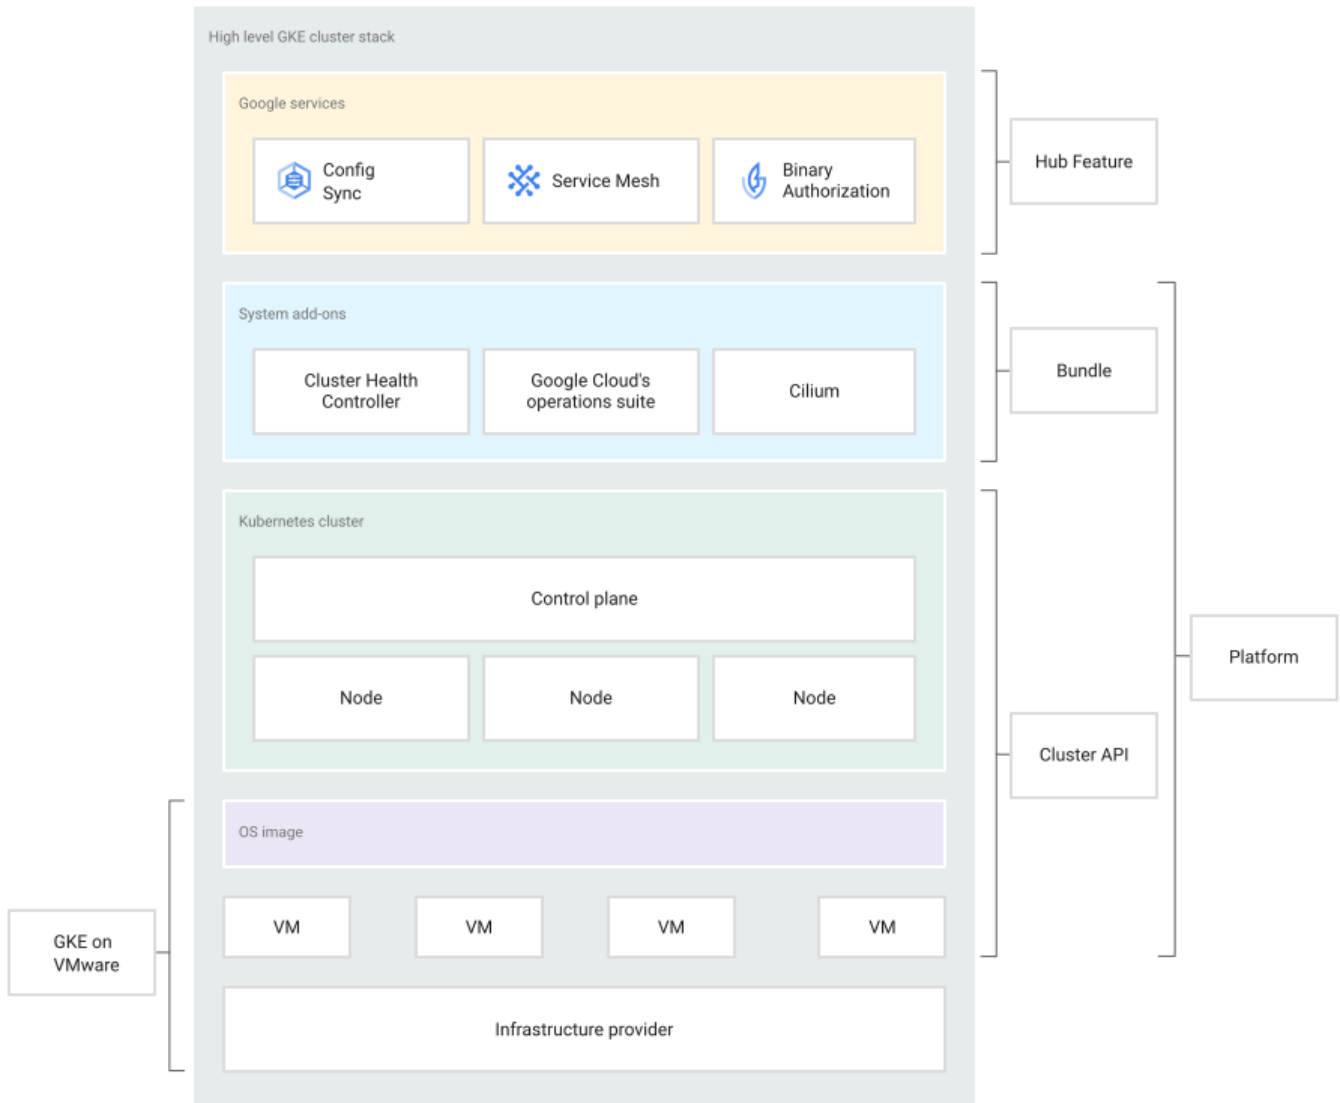 High level GKE cluster stack
Google services
Config
Sync
Service Mesh
Binary
Authorization
Hub Feature
System add-ons
Cluster Health
Controller
Google Cloud's
operations suite
Cilium
Bundle
Kubernetes cluster
Control plane
Node
Node
Node
Platform
Cluster API
OS image
VM
VM
VM
VM
GKE on
VMware
Infrastructure provider